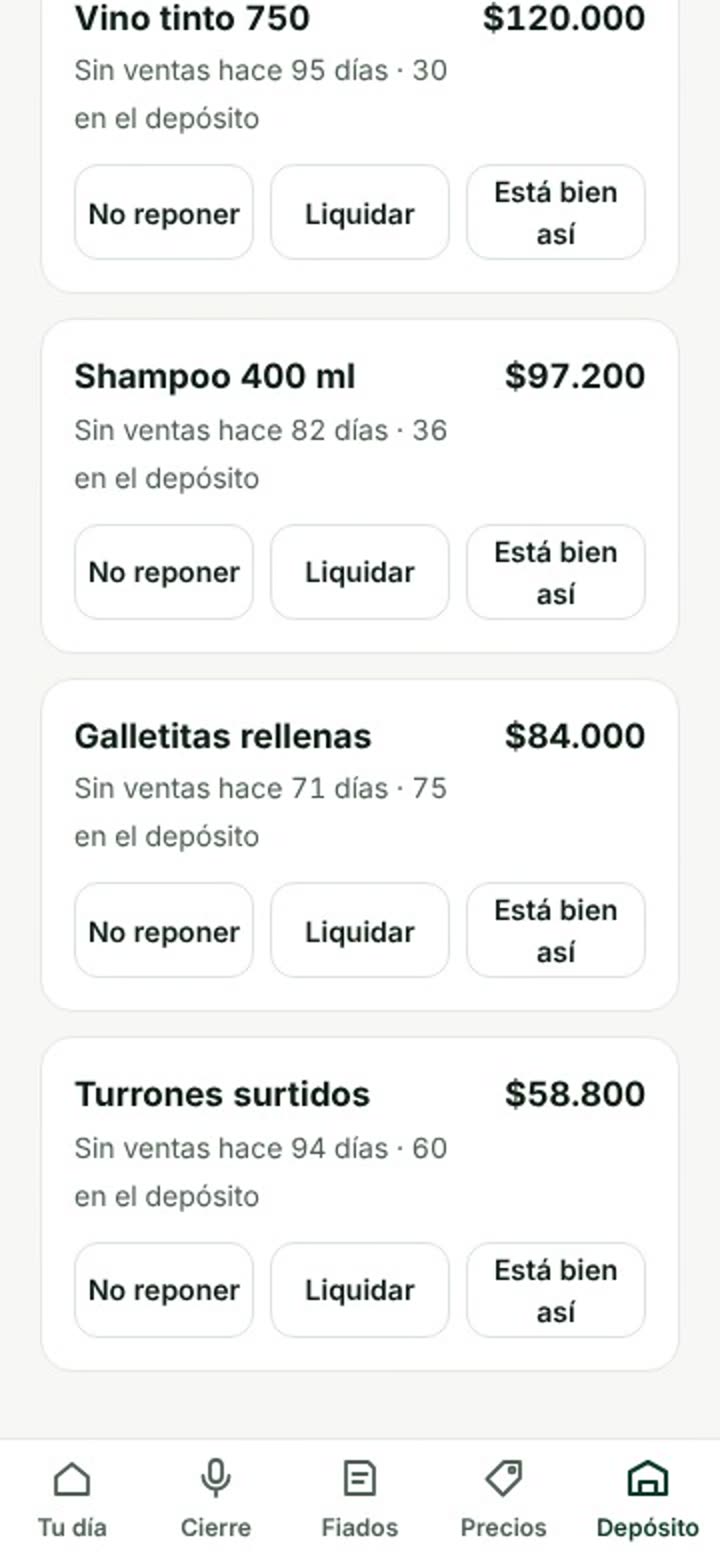 Vino tinto 750 $120.000
Sin ventas hace 95 días · 30
en el depósito
No reponer Liquidar Está bien
así
Shampoo 400 ml $97.200
Sin ventas hace 82 días · 36
en el depósito
No reponer Liquidar Está bien
así
Galletitas rellenas $84.000
Sin ventas hace 71 días · 75
en el depósito
No reponer Liquidar Está bien
así
Turrones surtidos $58.800
Sin ventas hace 94 días · 60
en el depósito
No reponer Liquidar Está bien
así
Tu día Cierre Fiados Precios Depósito